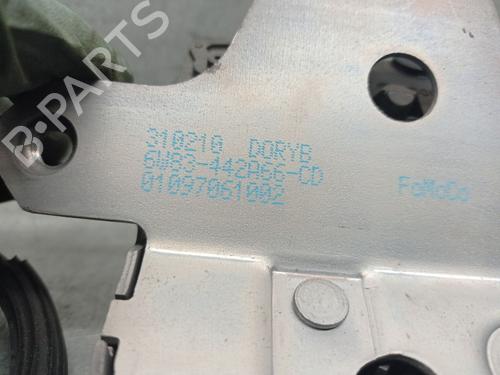 B-PARTS
310210 DORYB
6W83-442A66-CD
01097061002
FoMoCo